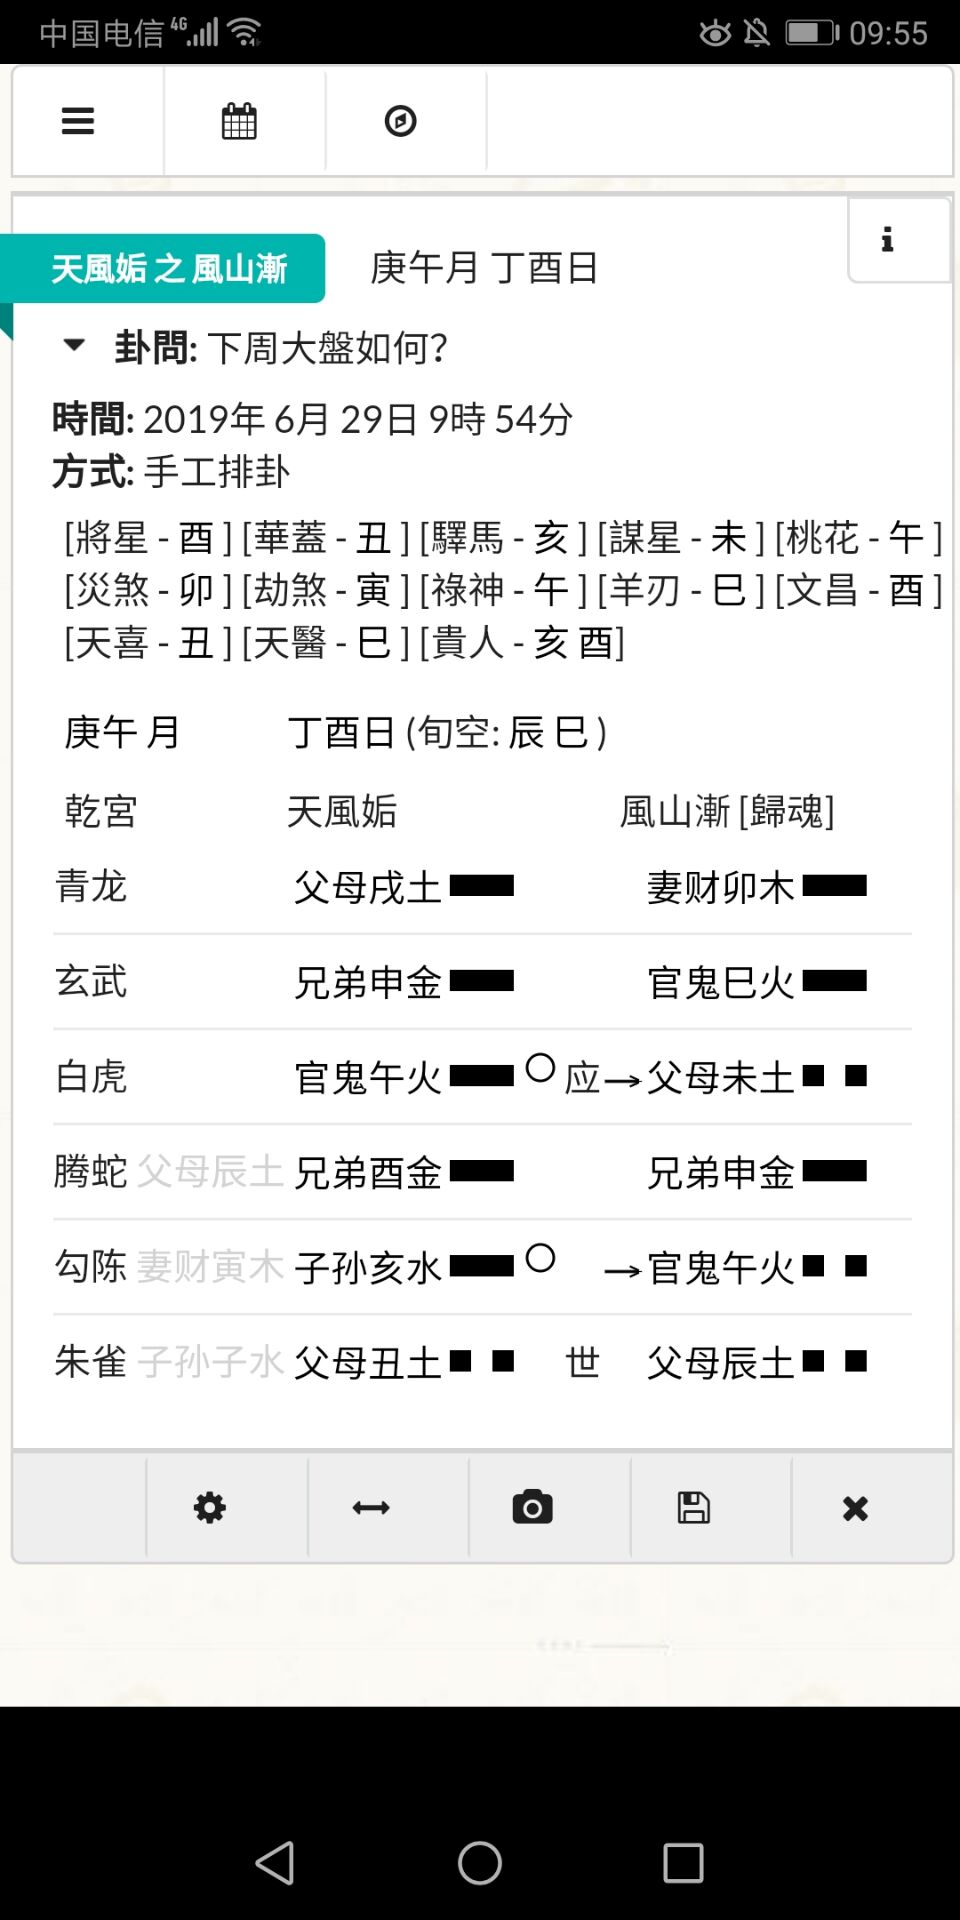 中国电信 4G 09:55
天風姤 之 風山漸 庚午月 丁酉日
卦問: 下周大盤如何?
時間: 2019年 6月 29日 9時 54分
方式: 手工排卦
[將星 - 酉 ] [華蓋 - 丑 ] [驛馬 - 亥 ] [謀星 - 未 ] [桃花 - 午 ]
[災煞 - 卯 ] [劫煞 - 寅 ] [祿神 - 午 ] [羊刃 - 巳 ] [文昌 - 酉 ]
[天喜 - 丑 ] [天醫 - 巳 ] [貴人 - 亥 酉]
庚午 月 丁酉日 (旬空: 辰 巳 )
乾宮 天風姤 風山漸 [歸魂]
青龙 父母戌土 妻财卯木
玄武 兄弟申金 官鬼巳火
白虎 官鬼午火 应 → 父母未土
腾蛇 父母辰土 兄弟酉金 兄弟申金
勾陈 妻财寅木 子孙亥水 → 官鬼午火
朱雀 子孙子水 父母丑土 世 父母辰土